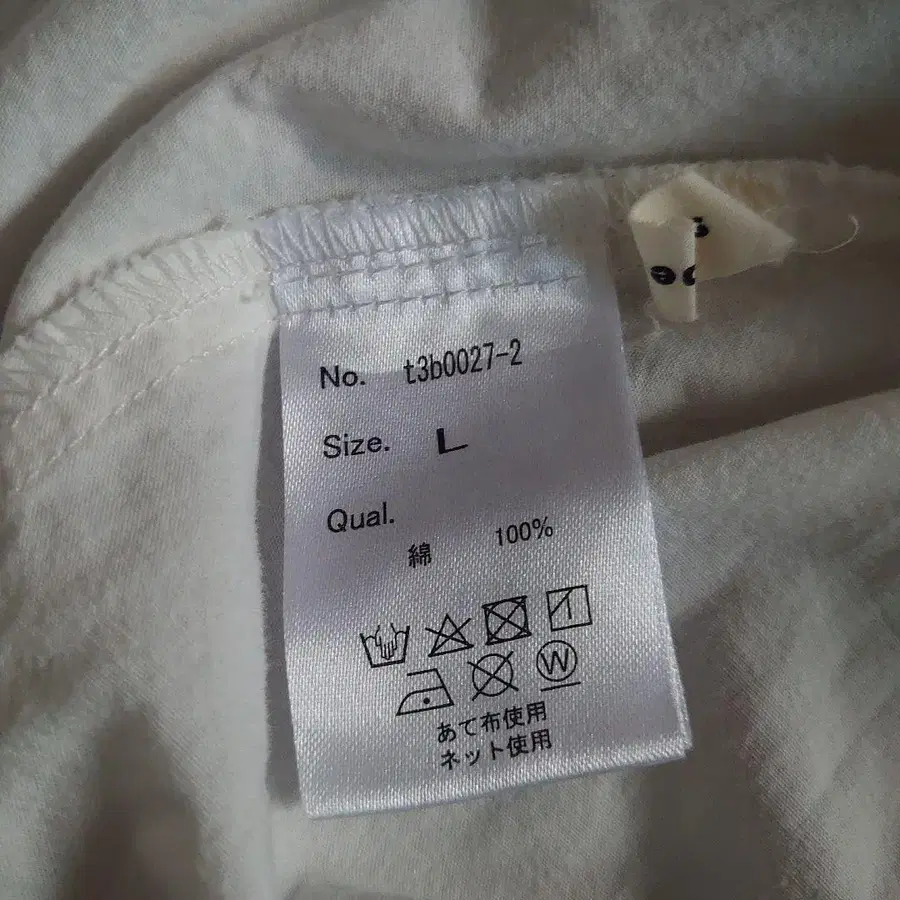 No. t3b0027-2
Size. L
Qual.
綿 100%
W
あて布使用
ネット使用